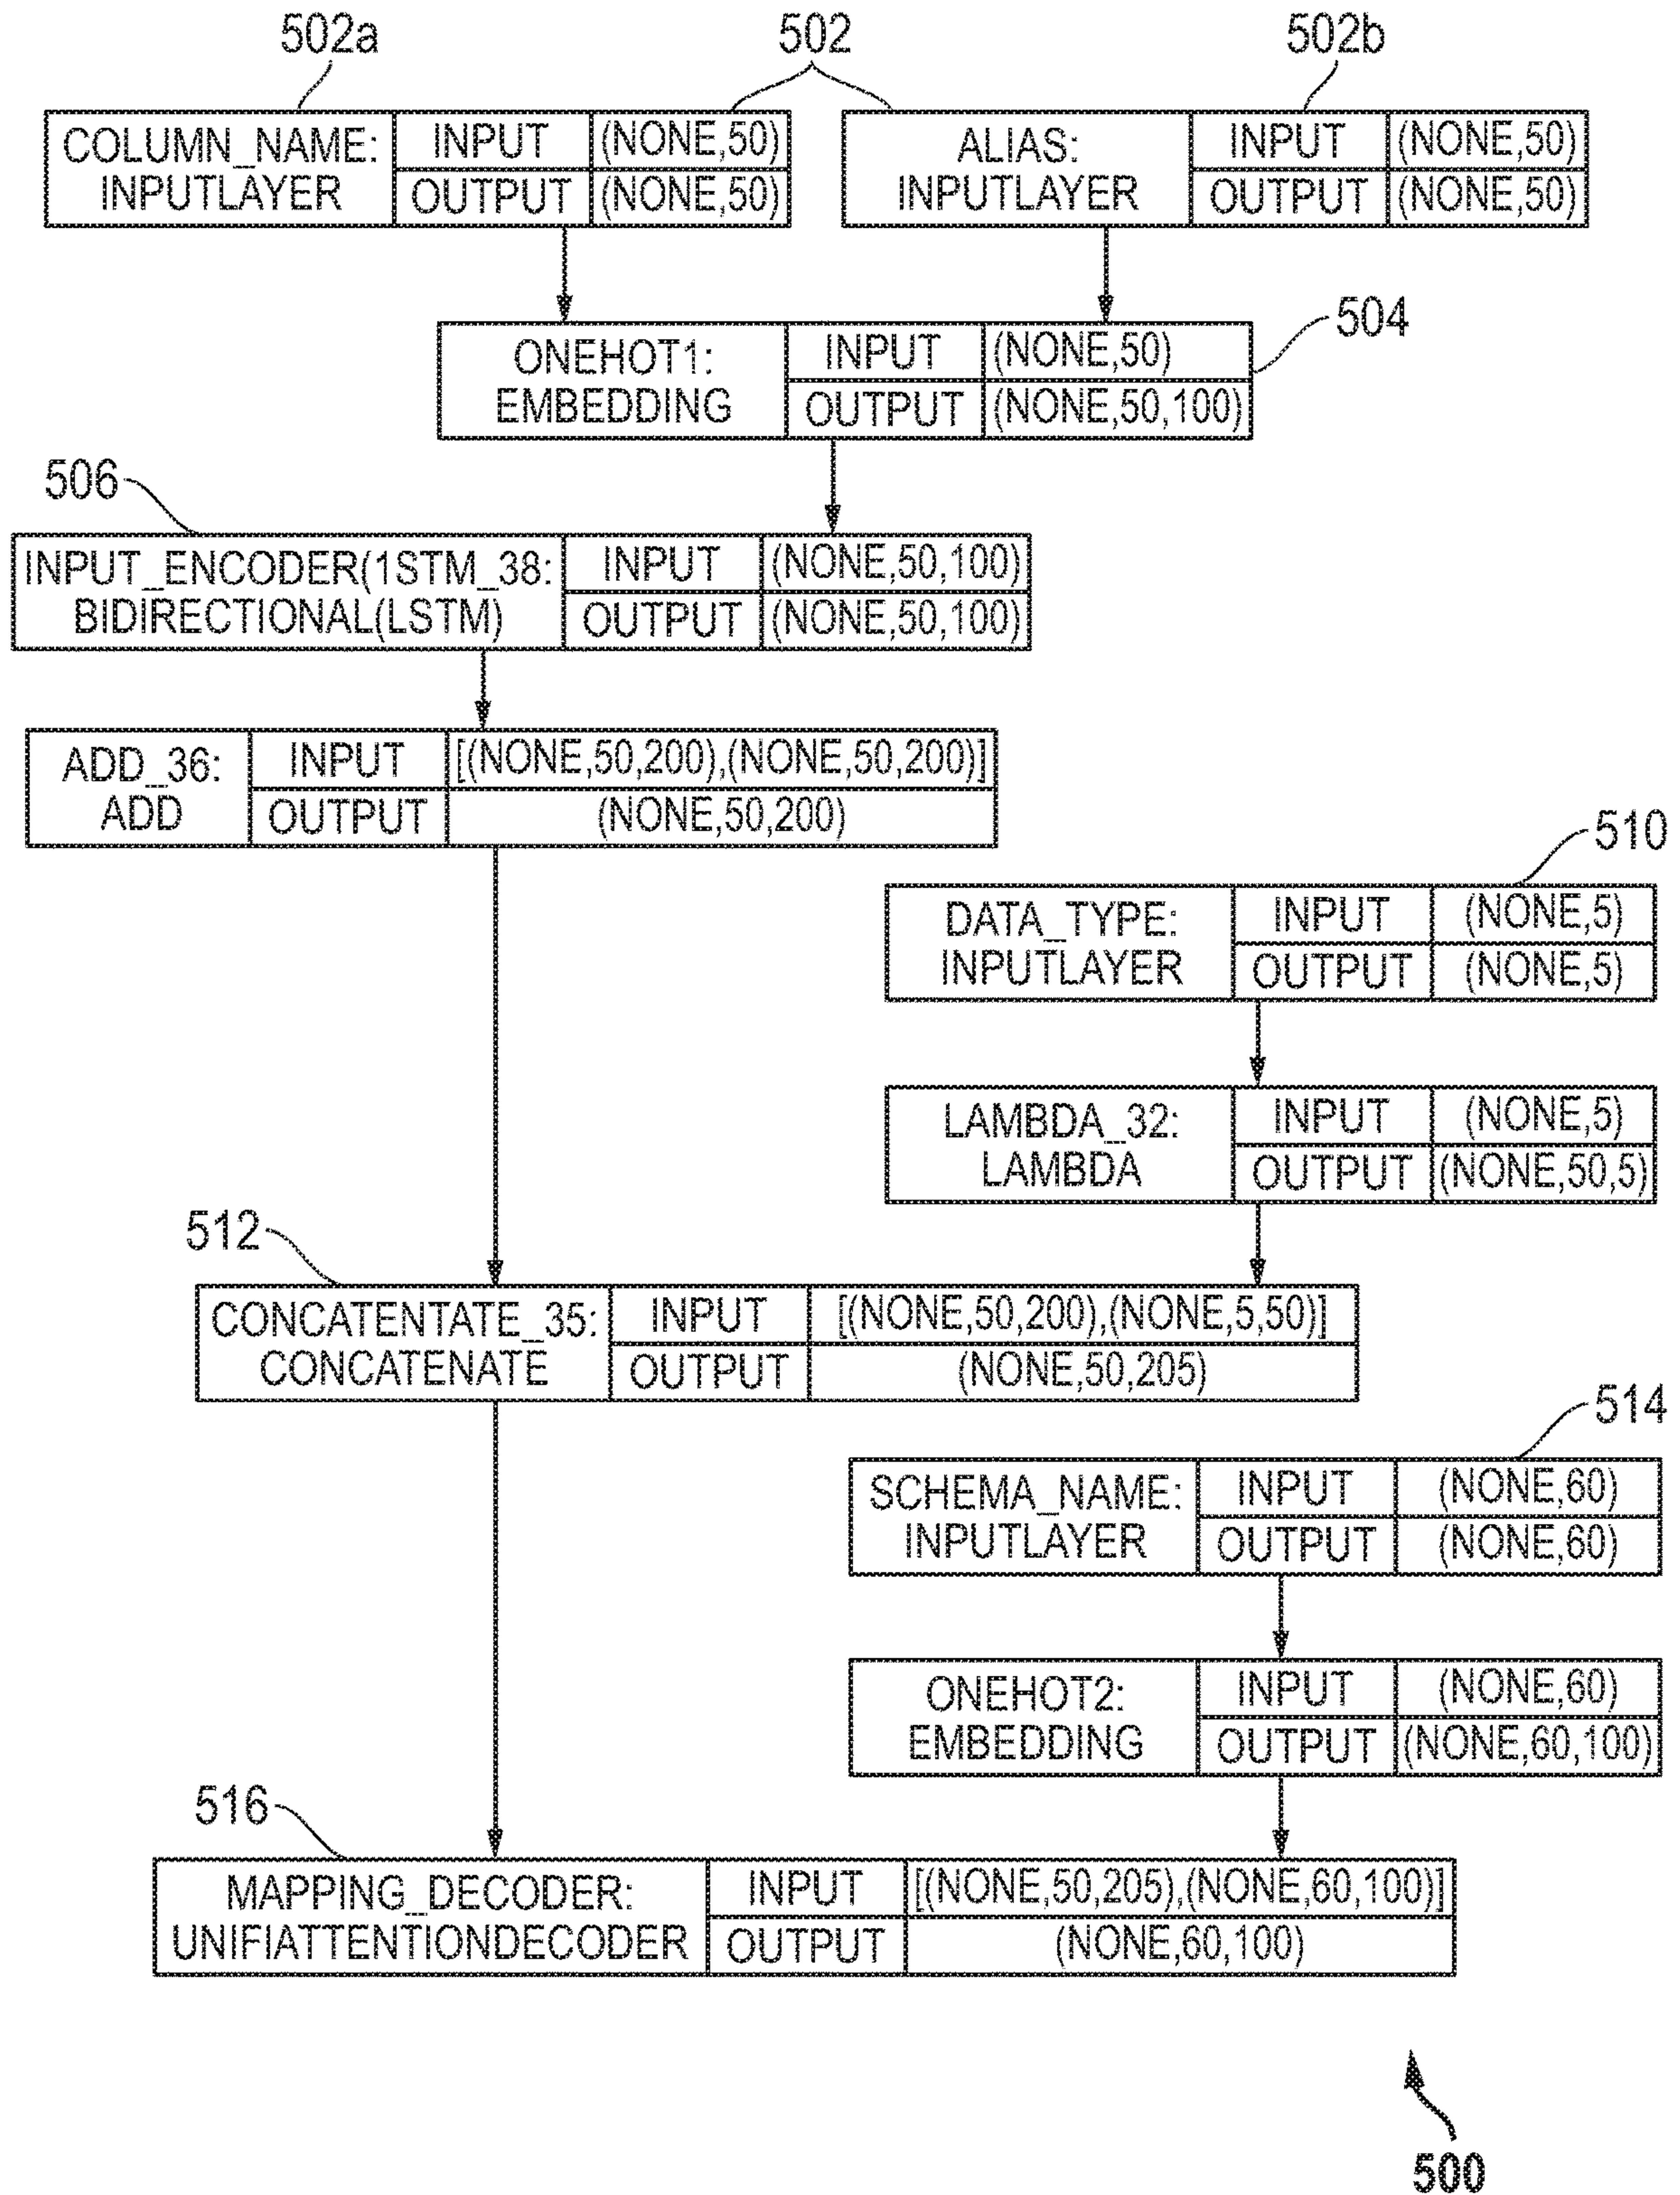 502a
502
502b
COLUMN_NAME:
INPUTLAYER
INPUT
(NONE,50)
OUTPUT
(NONE,50)
ALIAS:
INPUTLAYER
INPUT
(NONE,50)
OUTPUT
(NONE,50)
504
ONEHOT1:
EMBEDDING
INPUT
(NONE,50)
OUTPUT
(NONE,50,100)
506
INPUT_ENCODER(1STM_38:
BIDIRECTIONAL(LSTM)
INPUT
(NONE,50,100)
OUTPUT
(NONE,50,100)
ADD_36:
ADD
INPUT
[(NONE,50,200),(NONE,50,200)]
OUTPUT
(NONE,50,200)
510
DATA_TYPE:
INPUTLAYER
INPUT
(NONE,5)
OUTPUT
(NONE,5)
LAMBDA_32:
LAMBDA
INPUT
(NONE,5)
OUTPUT
(NONE,50,5)
512
CONCATENTATE_35:
CONCATENATE
INPUT
[(NONE,50,200),(NONE,5,50)]
OUTPUT
(NONE,50,205)
514
SCHEMA_NAME:
INPUTLAYER
INPUT
(NONE,60)
OUTPUT
(NONE,60)
ONEHOT2:
EMBEDDING
INPUT
(NONE,60)
OUTPUT
(NONE,60,100)
516
MAPPING_DECODER:
UNIFIATTENTIONDECODER
INPUT
[(NONE,50,205),(NONE,60,100)]
OUTPUT
(NONE,60,100)
500